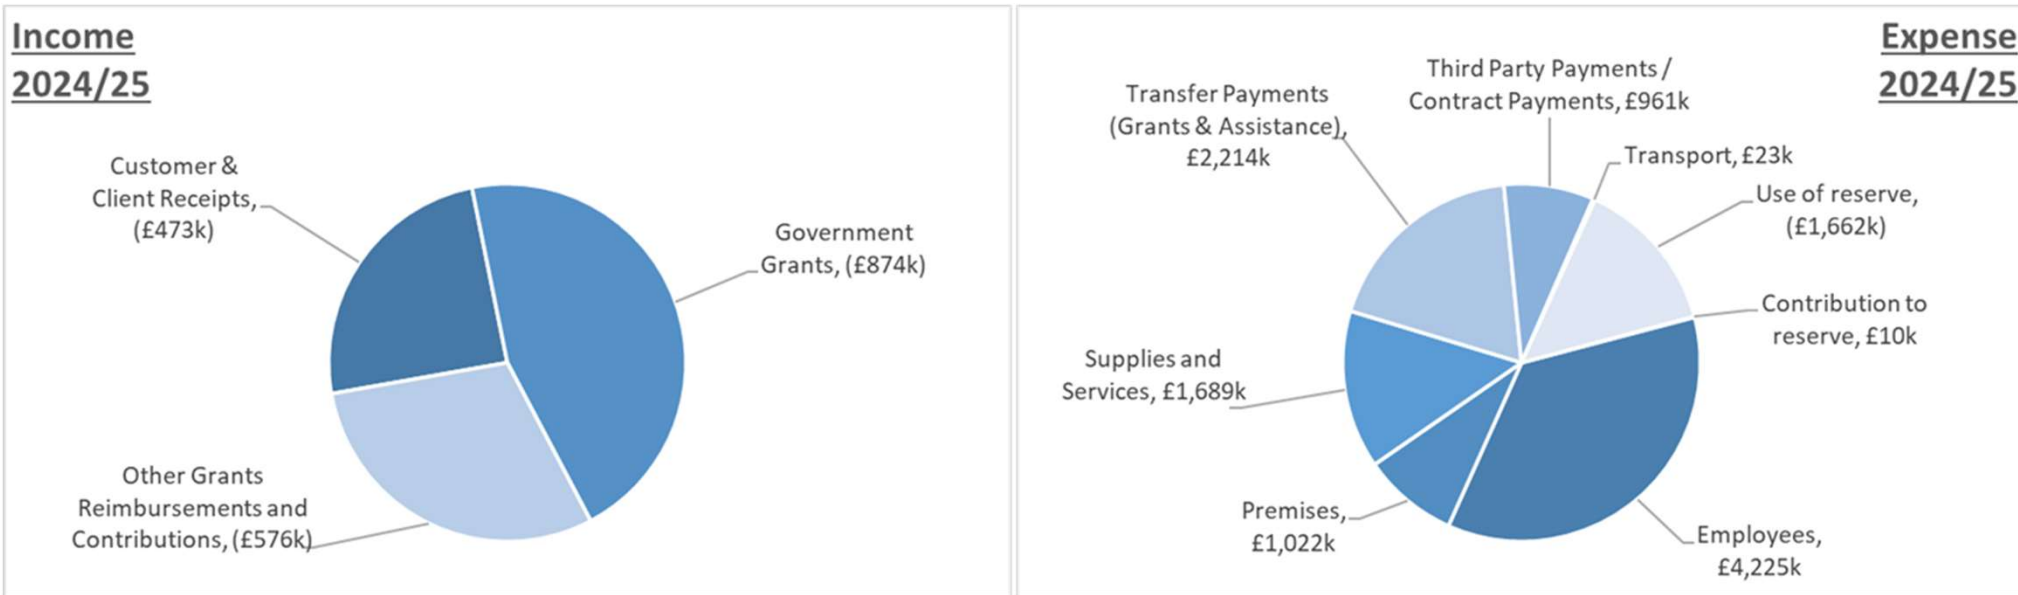 Income
2024/25
Customer &
Client Receipts,
(£473k)
Government
Grants, (£874k)
Other Grants
Reimbursements and
Contributions, (£576k)
Expense
2024/25
Third Party Payments /
Contract Payments, £961k
Transfer Payments
(Grants & Assistance),
£2,214k
Transport, £23k
Use of reserve,
(£1,662k)
Contribution to
reserve, £10k
Supplies and
Services, £1,689k
Premises,
£1,022k
Employees,
£4,225k